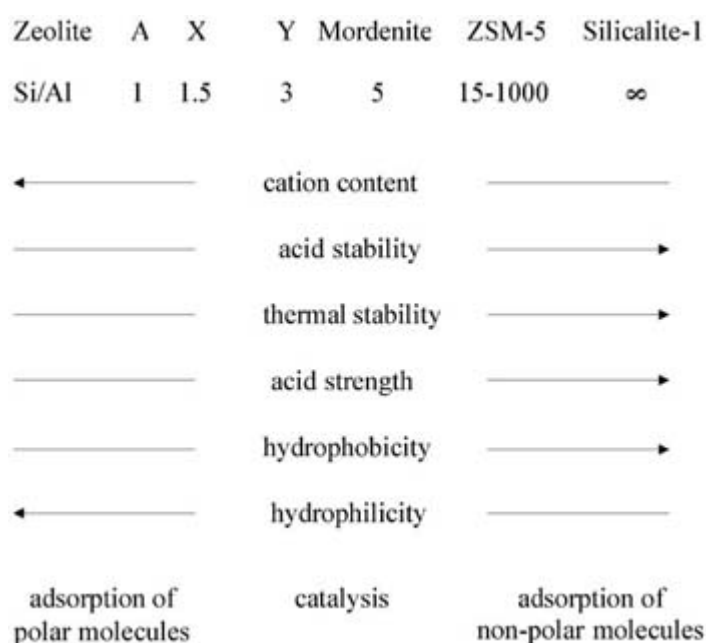 Zeolite A X Y Mordenite ZSM-5 Silicalite-1
Si/Al 1 1.5 3 5 15-1000 ∞
cation content
acid stability
thermal stability
acid strength
hydrophobicity
hydrophilicity
adsorption of catalysis adsorption of
polar molecules non-polar molecules